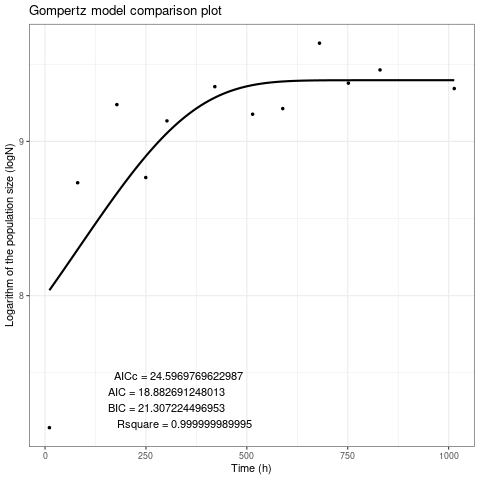 Gompertz model comparison plot
Logarithm of the population size (logN)
9
8
AICc = 24.5969769622987
AIC = 18.882691248013
BIC = 21.307224496953
Rsquare = 0.999999989995
0 250 500 750 1000
Time (h)